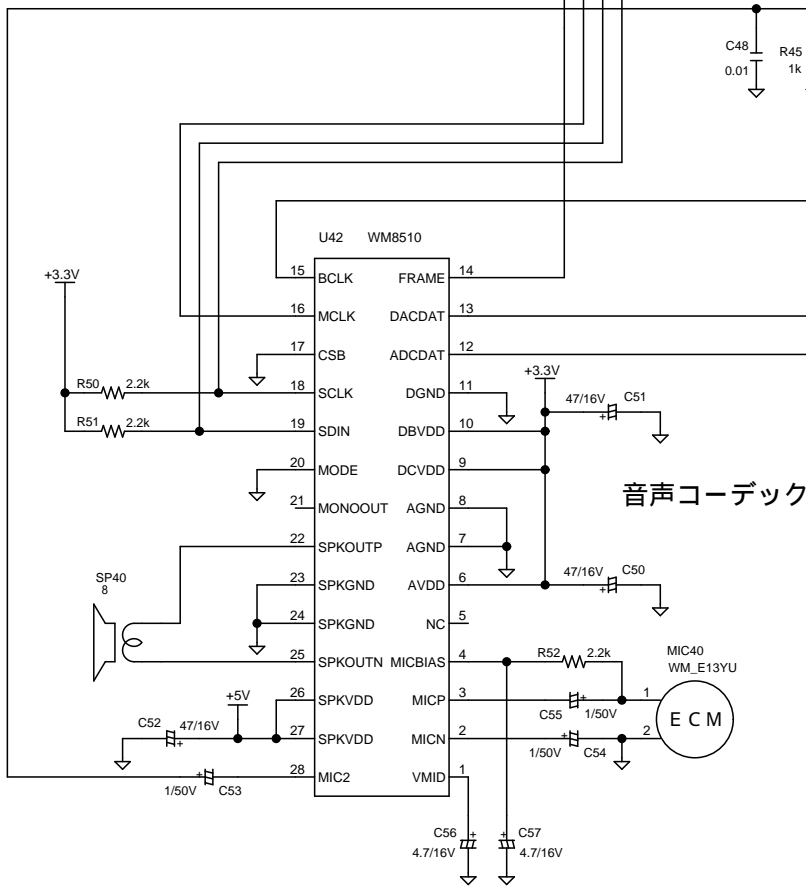 C48
0.01
R45
1k
U42 WM8510
+3.3V
15 BCLK FRAME 14
16 MCLK DACDAT 13
17 CSB ADCDAT 12
+3.3V
R50 2.2k 18 SCLK DGND 11
47/16V C51
+
R51 2.2k 19 SDIN DBVDD 10
20 MODE DCVDD 9
音声コーデック
21 MONOOUT AGND 8
22 SPKOUTP AGND 7
SP40
8
23 SPKGND AVDD 6
47/16V C50
+
24 SPKGND NC 5
25 SPKOUTN MICBIAS 4
R52 2.2k
MIC40
WM_E13YU
26 SPKVDD MICP 3
+5V
C55 + 1/50V
1
ECM
C52 47/16V
+
27 SPKVDD MICN 2
1/50V + C54
2
28 MIC2 VMID 1
1/50V + C53
C56 +
4.7/16V
+ C57
4.7/16V